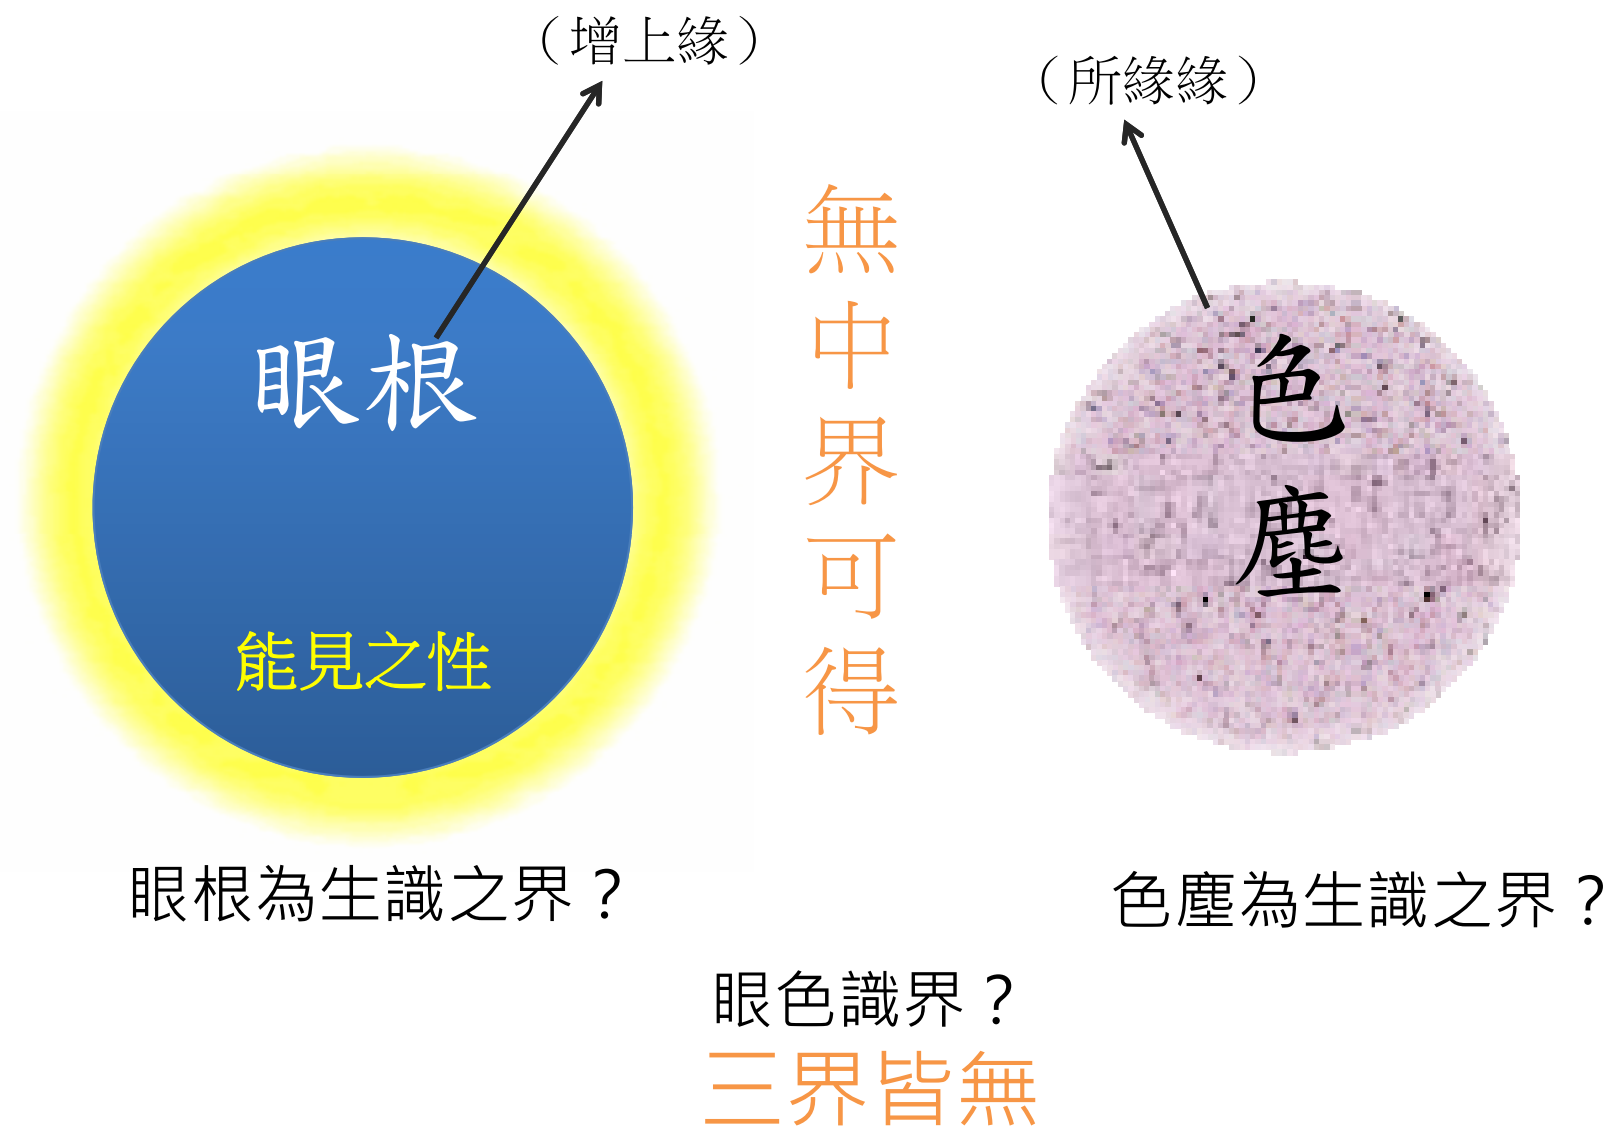 （增上緣）
（所緣緣）
眼根
能見之性
無中界可得
色塵
眼根為生識之界？
色塵為生識之界？
眼色識界？
三界皆無